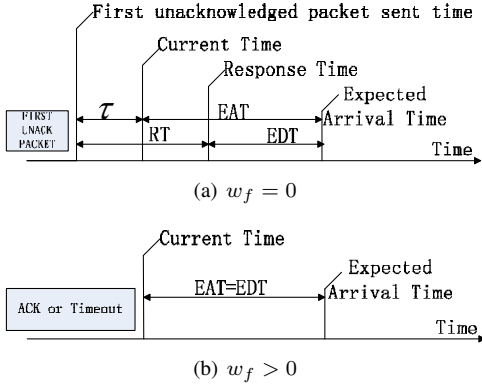 First unacknowledged packet sent time
Current Time
Response Time
Expected
Arrival Time
FIRST
UNACK
PACKET
τ
EAT
RT
EDT
Time
(a) w_f = 0
Current Time
Expected
Arrival Time
ACK or Timeout
EAT=EDT
Time
(b) w_f > 0